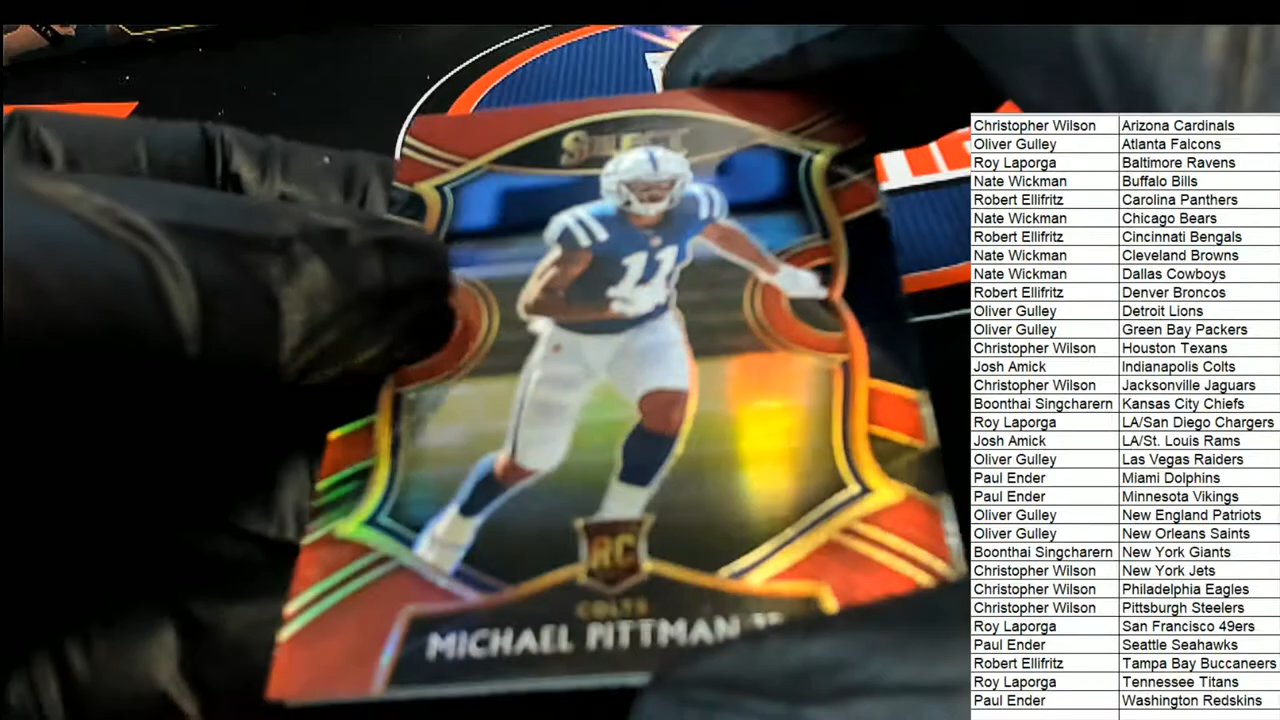 SELECT
11
RC
COLTS
MICHAEL PITTMAN
Christopher Wilson Arizona Cardinals
Oliver Gulley Atlanta Falcons
Roy Laporga Baltimore Ravens
Nate Wickman Buffalo Bills
Robert Ellifritz Carolina Panthers
Nate Wickman Chicago Bears
Robert Ellifritz Cincinnati Bengals
Nate Wickman Cleveland Browns
Nate Wickman Dallas Cowboys
Robert Ellifritz Denver Broncos
Oliver Gulley Detroit Lions
Oliver Gulley Green Bay Packers
Christopher Wilson Houston Texans
Josh Amick Indianapolis Colts
Christopher Wilson Jacksonville Jaguars
Boonthai Singcharern Kansas City Chiefs
Roy Laporga LA/San Diego Chargers
Josh Amick LA/St. Louis Rams
Oliver Gulley Las Vegas Raiders
Paul Ender Miami Dolphins
Paul Ender Minnesota Vikings
Oliver Gulley New England Patriots
Oliver Gulley New Orleans Saints
Boonthai Singcharern New York Giants
Christopher Wilson New York Jets
Christopher Wilson Philadelphia Eagles
Christopher Wilson Pittsburgh Steelers
Roy Laporga San Francisco 49ers
Paul Ender Seattle Seahawks
Robert Ellifritz Tampa Bay Buccaneers
Roy Laporga Tennessee Titans
Paul Ender Washington Redskins